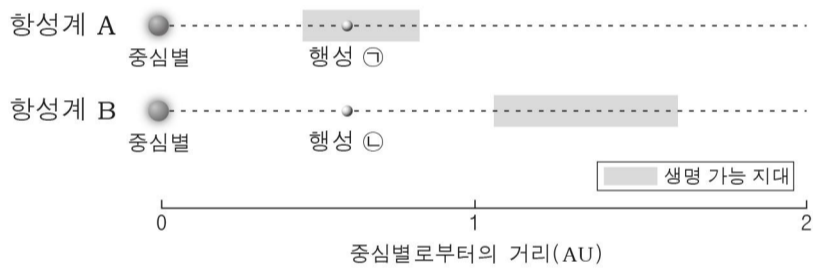 항성계 A
중심별
행성 ㉠
항성계 B
중심별
행성 ㉡
생명 가능 지대
0 1 2
중심별로부터의 거리(AU)